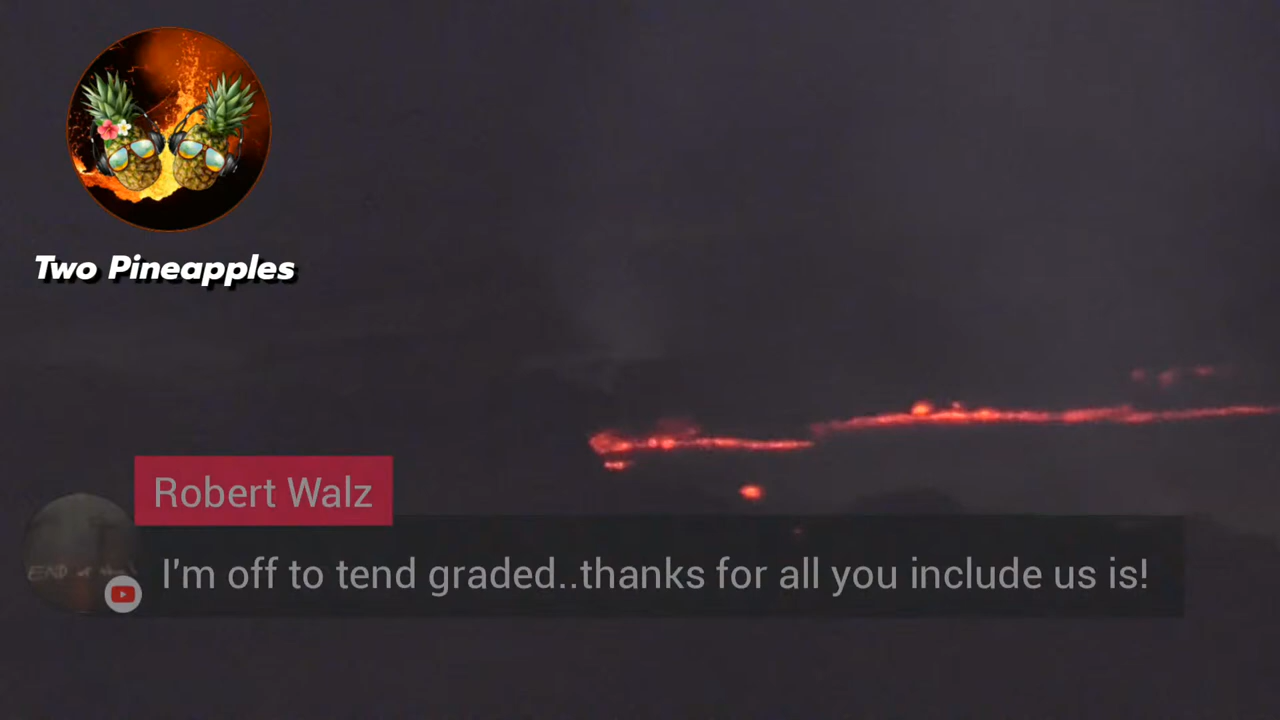 Two Pineapples
Robert Walz
I'm off to tend graded..thanks for all you include us is!